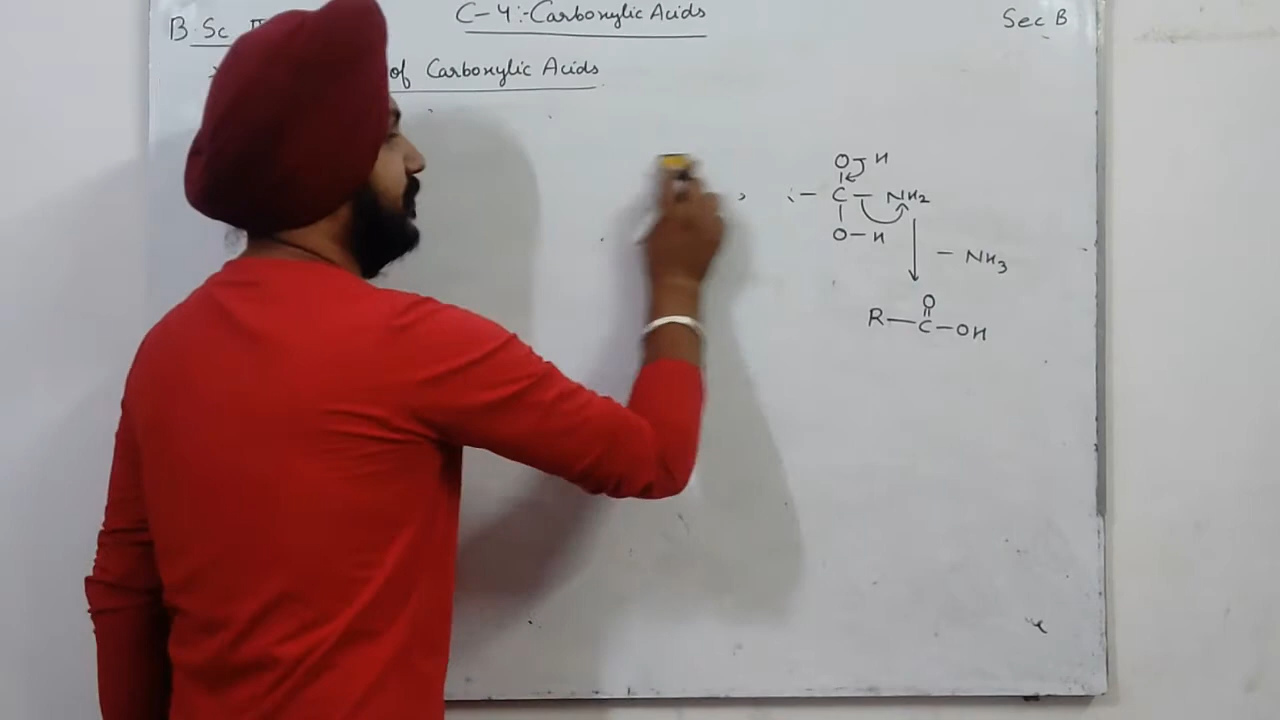 B.Sc
C-4:- Carboxylic Acids
Sec B
of Carboxylic Acids
O H
C — NH2
O — H
— NH3
O
R — C — OH